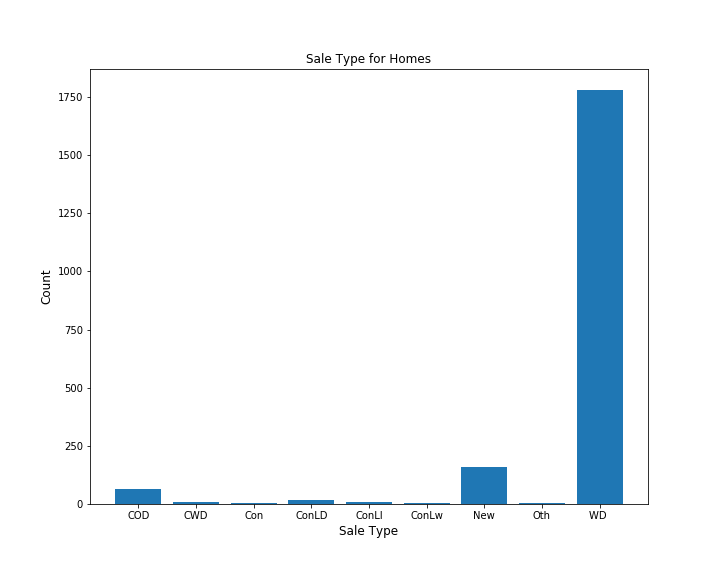 Sale Type for Homes
1750
1500
1250
1000
750
500
250
0
Count
COD CWD Con ConLD ConLI ConLw New Oth WD
Sale Type